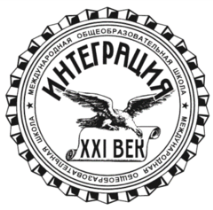 ★ МЕЖДУНАРОДНАЯ ОБЩЕОБРАЗОВАТЕЛЬНАЯ ШКОЛА ★ МЕЖДУНАРОДНАЯ ОБЩЕОБРАЗОВАТЕЛЬНАЯ ШКОЛА
ИНТЕГРАЦИЯ
XXI ВЕК